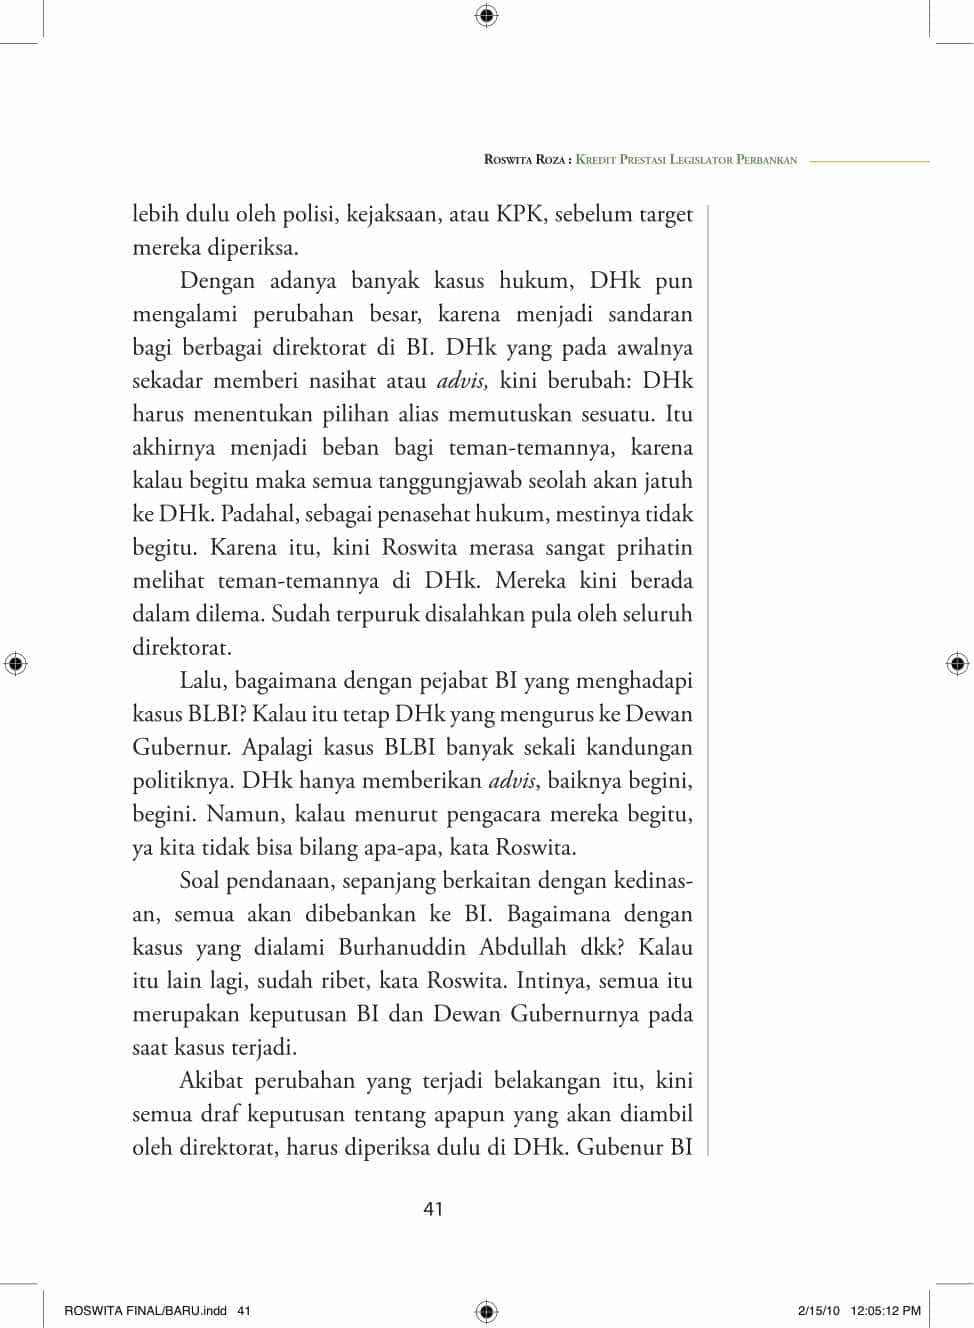 Roswita Roza : Kredit Prestasi Legislator Perbankan
lebih dulu oleh polisi, kejaksaan, atau KPK, sebelum target
mereka diperiksa.
Dengan adanya banyak kasus hukum, DHk pun
mengalami perubahan besar, karena menjadi sandaran
bagi berbagai direktorat di BI. DHk yang pada awalnya
sekadar memberi nasihat atau advis, kini berubah: DHk
harus menentukan pilihan alias memutuskan sesuatu. Itu
akhirnya menjadi beban bagi teman-temannya, karena
kalau begitu maka semua tanggungjawab seolah akan jatuh
ke DHk. Padahal, sebagai penasehat hukum, mestinya tidak
begitu. Karena itu, kini Roswita merasa sangat prihatin
melihat teman-temannya di DHk. Mereka kini berada
dalam dilema. Sudah terpuruk disalahkan pula oleh seluruh
direktorat.
Lalu, bagaimana dengan pejabat BI yang menghadapi
kasus BLBI? Kalau itu tetap DHk yang mengurus ke Dewan
Gubernur. Apalagi kasus BLBI banyak sekali kandungan
politiknya. DHk hanya memberikan advis, baiknya begini,
begini. Namun, kalau menurut pengacara mereka begitu,
ya kita tidak bisa bilang apa-apa, kata Roswita.
Soal pendanaan, sepanjang berkaitan dengan kedinas-
an, semua akan dibebankan ke BI. Bagaimana dengan
kasus yang dialami Burhanuddin Abdullah dkk? Kalau
itu lain lagi, sudah ribet, kata Roswita. Intinya, semua itu
merupakan keputusan BI dan Dewan Gubernurnya pada
saat kasus terjadi.
Akibat perubahan yang terjadi belakangan itu, kini
semua draf keputusan tentang apapun yang akan diambil
oleh direktorat, harus diperiksa dulu di DHk. Gubenur BI
41
ROSWITA FINAL/BARU.indd 41
2/15/10 12:05:12 PM